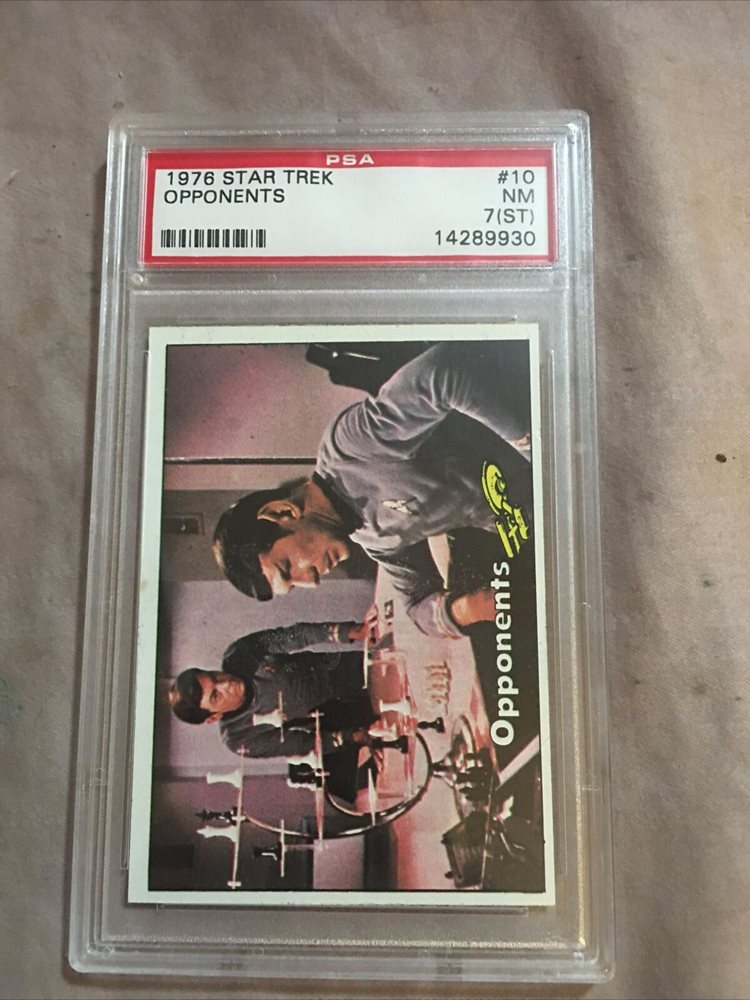 PSA
1976 STAR TREK #10
OPPONENTS NM
7(ST)
14289930
Opponents